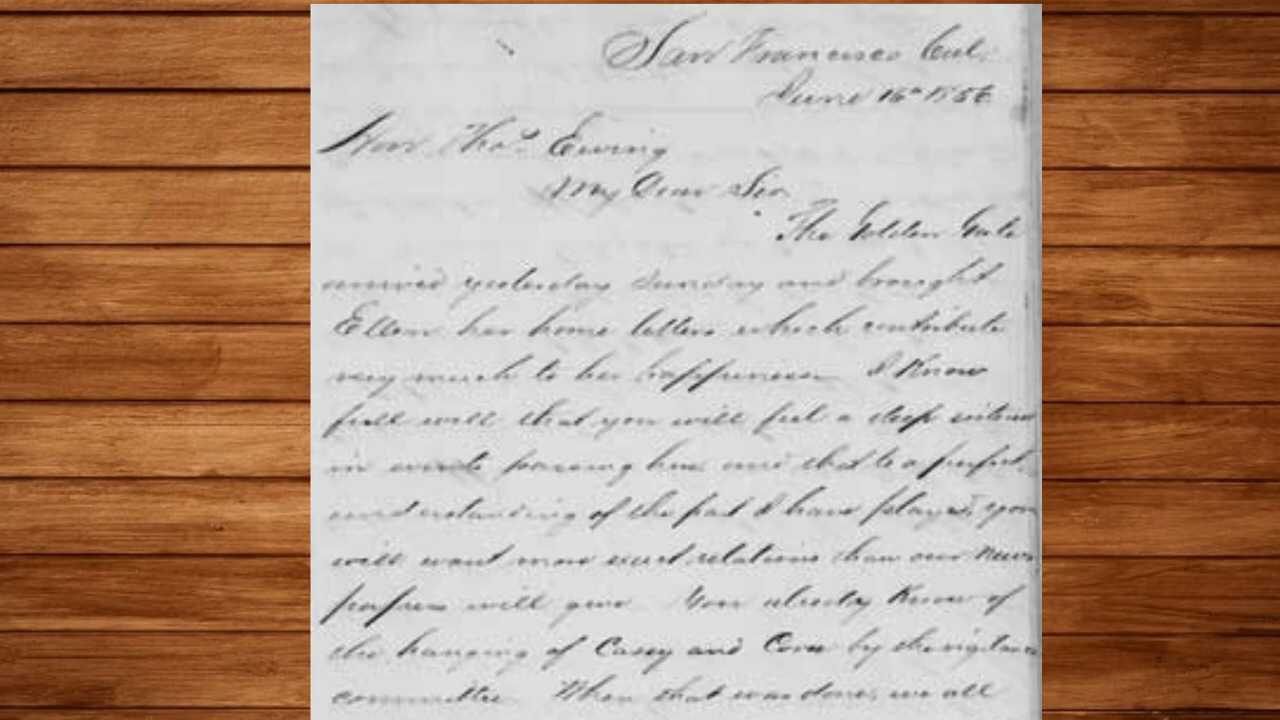 San Francisco Cal.
June 16th 1856
Hon Thos. Ewing
My Dear Sir
The Golden Gate
arrived yesterday Sunday and brought
Ellen her home letters which contribute
very much to her happiness I Know
full well that you will feel a deep
in events passing here and that to a perfect
understanding of the part I have played, you
will want more exact relations than our news
papers will give You already Know of
the hanging of Casey and Cora by the vigilance
committee. When that was done, we all